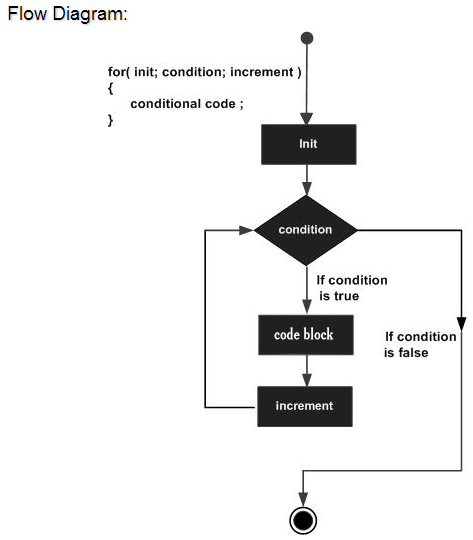 Flow Diagram:
for( init; condition; increment )
{
conditional code ;
}
Init
condition
If condition
is true
code block
If condition
is false
increment